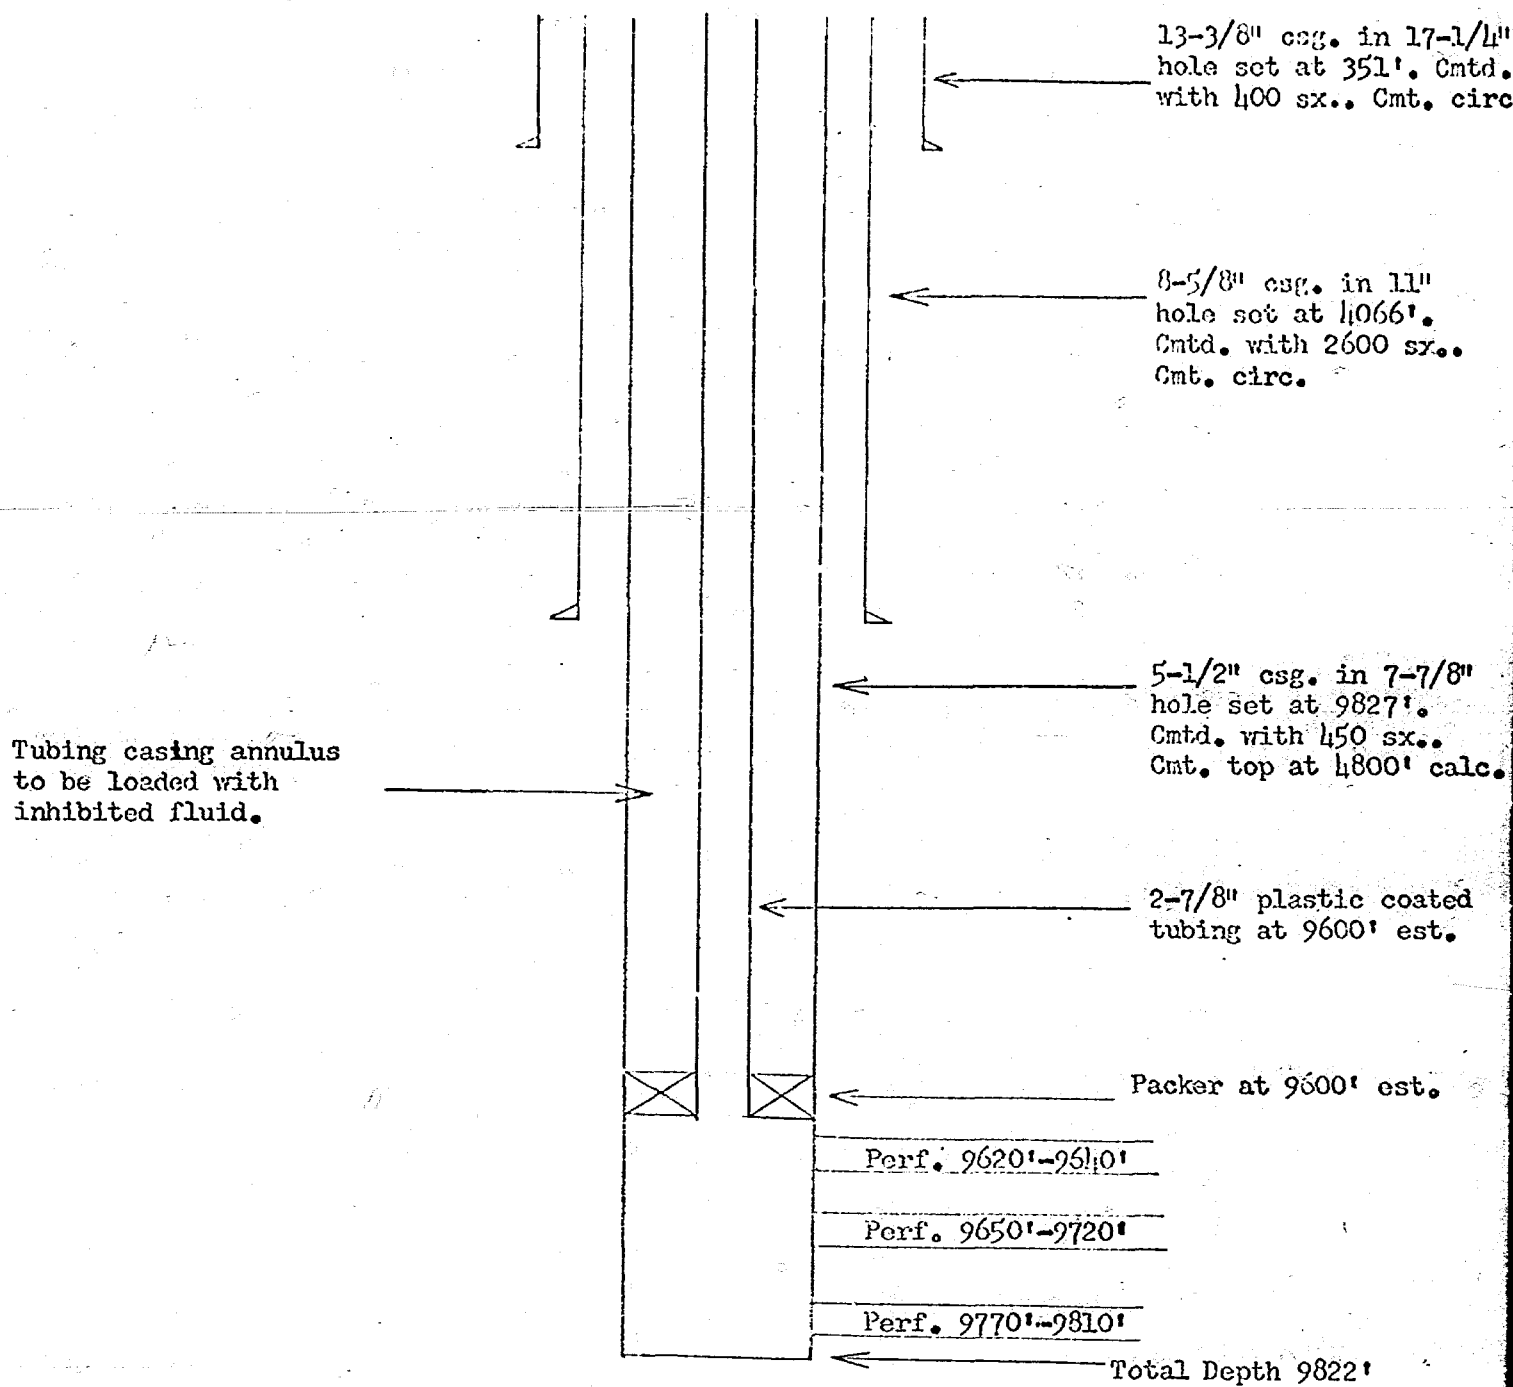 13-3/8" csg. in 17-1/4"
hole set at 351'. Cmtd.
with 400 sx.. Cmt. circ
8-5/8" csg. in 11"
hole set at 4066'.
Cmtd. with 2600 sx..
Cmt. circ.
5-1/2" csg. in 7-7/8"
hole set at 9827'.
Cmtd. with 450 sx..
Cmt. top at 4800' calc.
Tubing casing annulus
to be loaded with
inhibited fluid.
2-7/8" plastic coated
tubing at 9600' est.
Packer at 9600' est.
Perf. 9620'-9640'
Perf. 9650'-9720'
Perf. 9770'-9810'
Total Depth 9822'